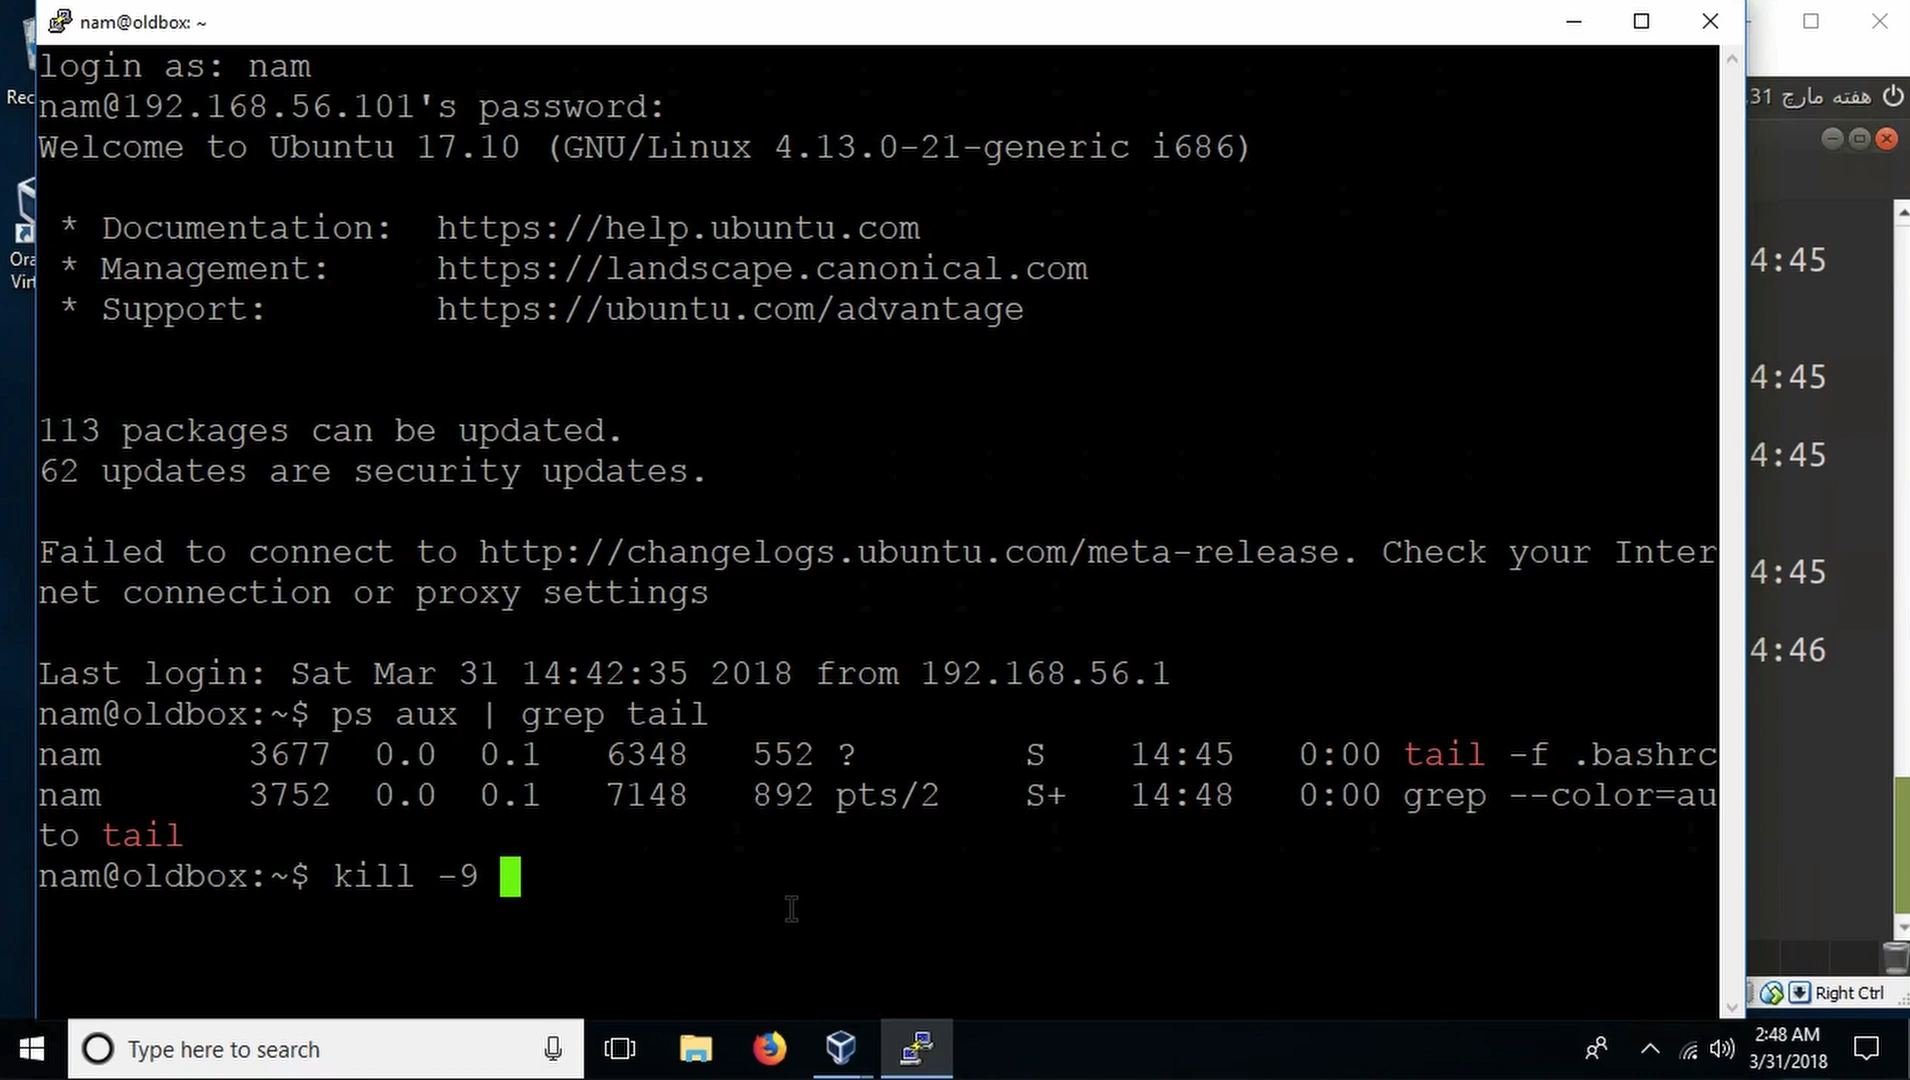 nam@oldbox: ~
login as: nam
nam@192.168.56.101's password:
Welcome to Ubuntu 17.10 (GNU/Linux 4.13.0-21-generic i686)
* Documentation:  https://help.ubuntu.com
* Management:     https://landscape.canonical.com
* Support:        https://ubuntu.com/advantage
113 packages can be updated.
62 updates are security updates.
Failed to connect to http://changelogs.ubuntu.com/meta-release. Check your Inter
net connection or proxy settings
Last login: Sat Mar 31 14:42:35 2018 from 192.168.56.1
nam@oldbox:~$ ps aux | grep tail
nam       3677  0.0  0.1   6348   552 ?        S    14:45   0:00 tail -f .bashrc
nam       3752  0.0  0.1   7148   892 pts/2    S+   14:48   0:00 grep --color=au
to tail
nam@oldbox:~$ kill -9
Rec
Ora
Virt
هفته مارچ 31.
4:45
4:45
4:45
4:45
4:46
Right Ctrl
Type here to search
2:48 AM
3/31/2018